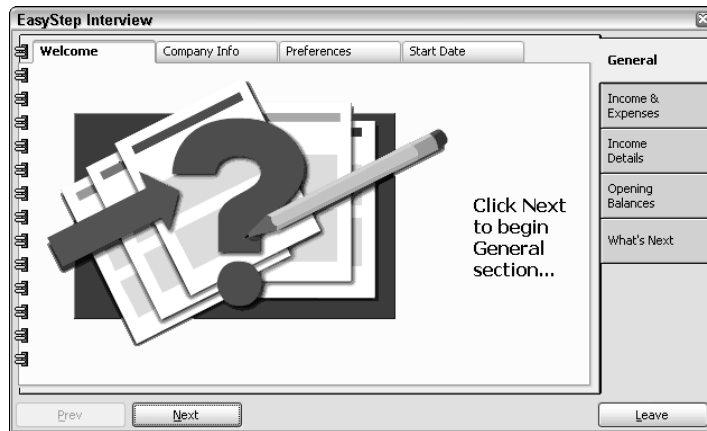 EasyStep Interview
Welcome
Company Info
Preferences
Start Date
General
Income &
Expenses
Income
Details
Opening
Balances
What's Next
Click Next
to begin
General
section...
Prev
Next
Leave